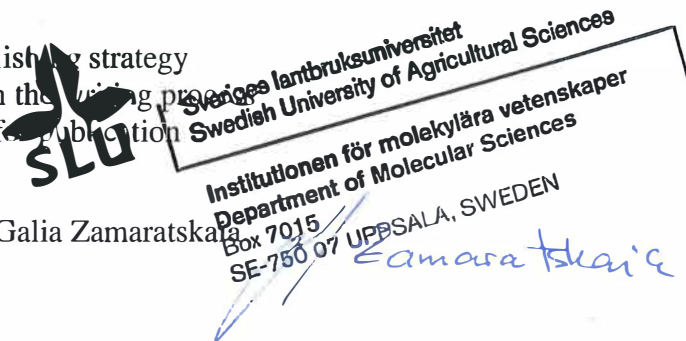 strategy
SLU
Sveriges lantbruksuniversitet
Swedish University of Agricultural Sciences
Institutionen för molekylära vetenskaper
Department of Molecular Sciences
Box 7015
SE-750 07 UPPSALA, SWEDEN
Galia Zamaratskaia
Zamaratskaia